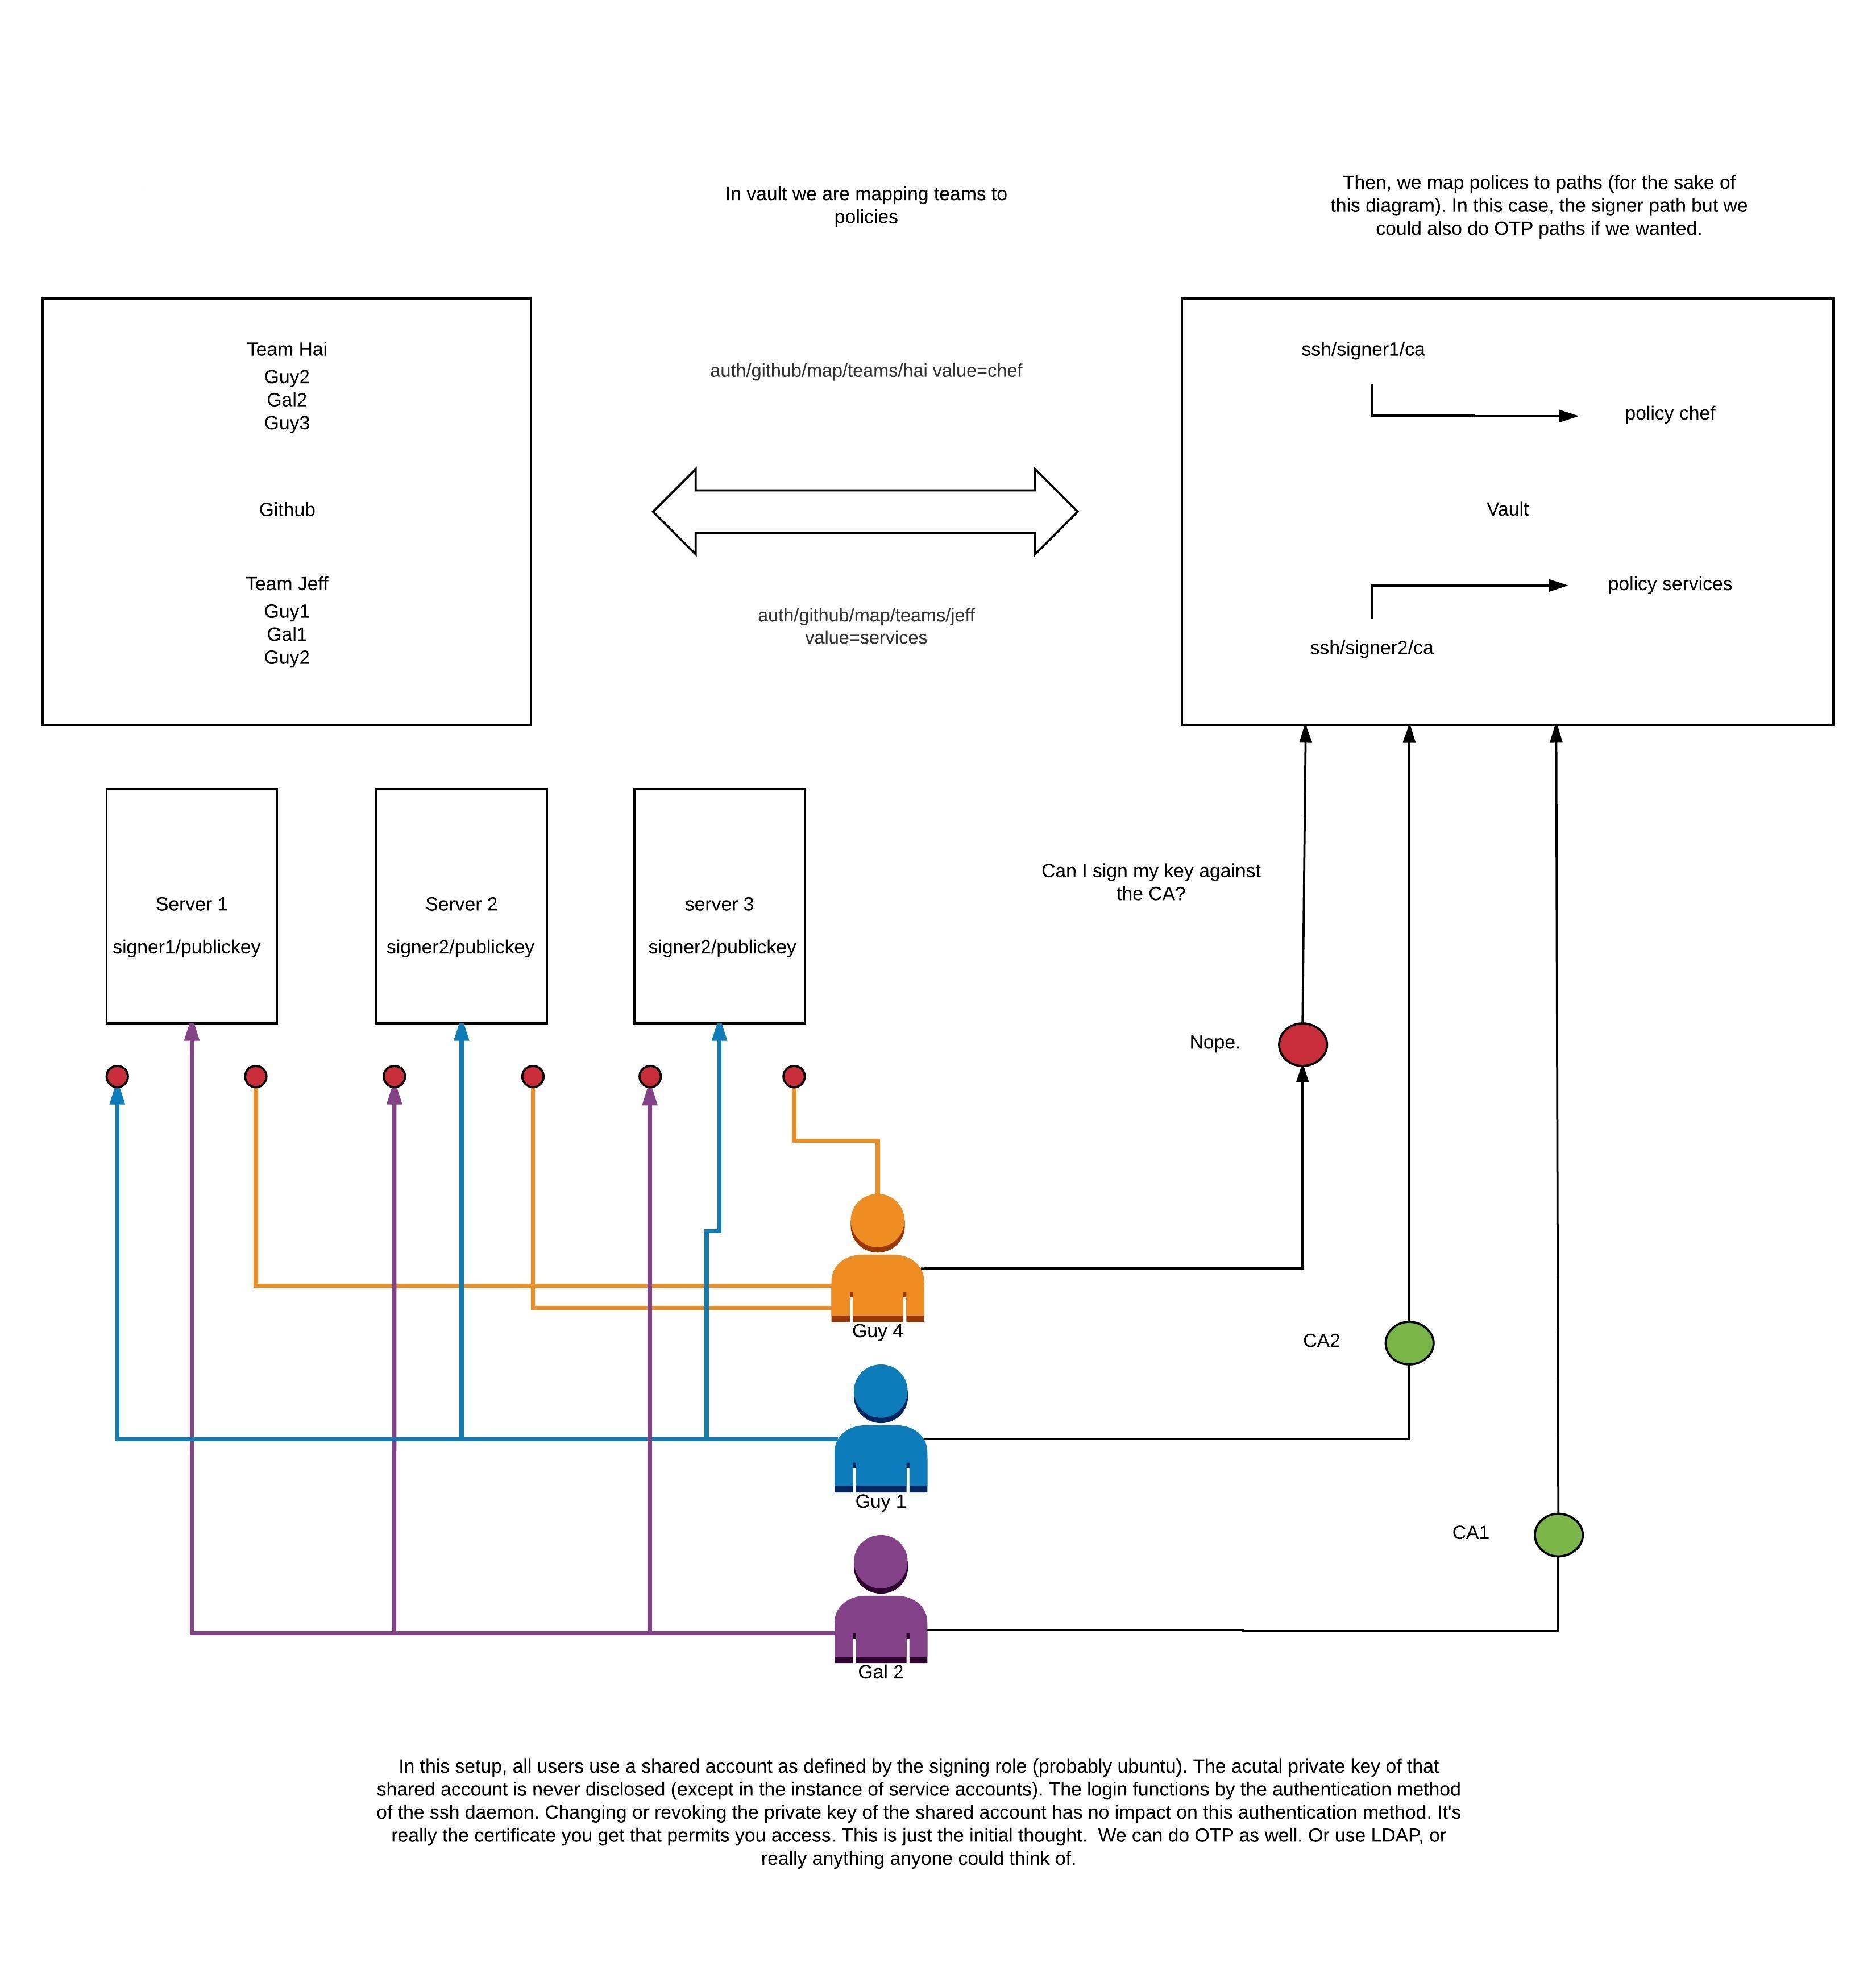 In vault we are mapping teams to
policies
Then, we map polices to paths (for the sake of
this diagram). In this case, the signer path but we
could also do OTP paths if we wanted.
Team Hai
Guy2
Gal2
Guy3
Github
Team Jeff
Guy1
Gal1
Guy2
auth/github/map/teams/hai value=chef
auth/github/map/teams/jeff
value=services
ssh/signer1/ca
policy chef
Vault
policy services
ssh/signer2/ca
Server 1
signer1/publickey
Server 2
signer2/publickey
server 3
signer2/publickey
Can I sign my key against
the CA?
Nope.
Guy 4
CA2
Guy 1
CA1
Gal 2
In this setup, all users use a shared account as defined by the signing role (probably ubuntu). The acutal private key of that
shared account is never disclosed (except in the instance of service accounts). The login functions by the authentication method
of the ssh daemon. Changing or revoking the private key of the shared account has no impact on this authentication method. It's
really the certificate you get that permits you access. This is just the initial thought.  We can do OTP as well. Or use LDAP, or
really anything anyone could think of.